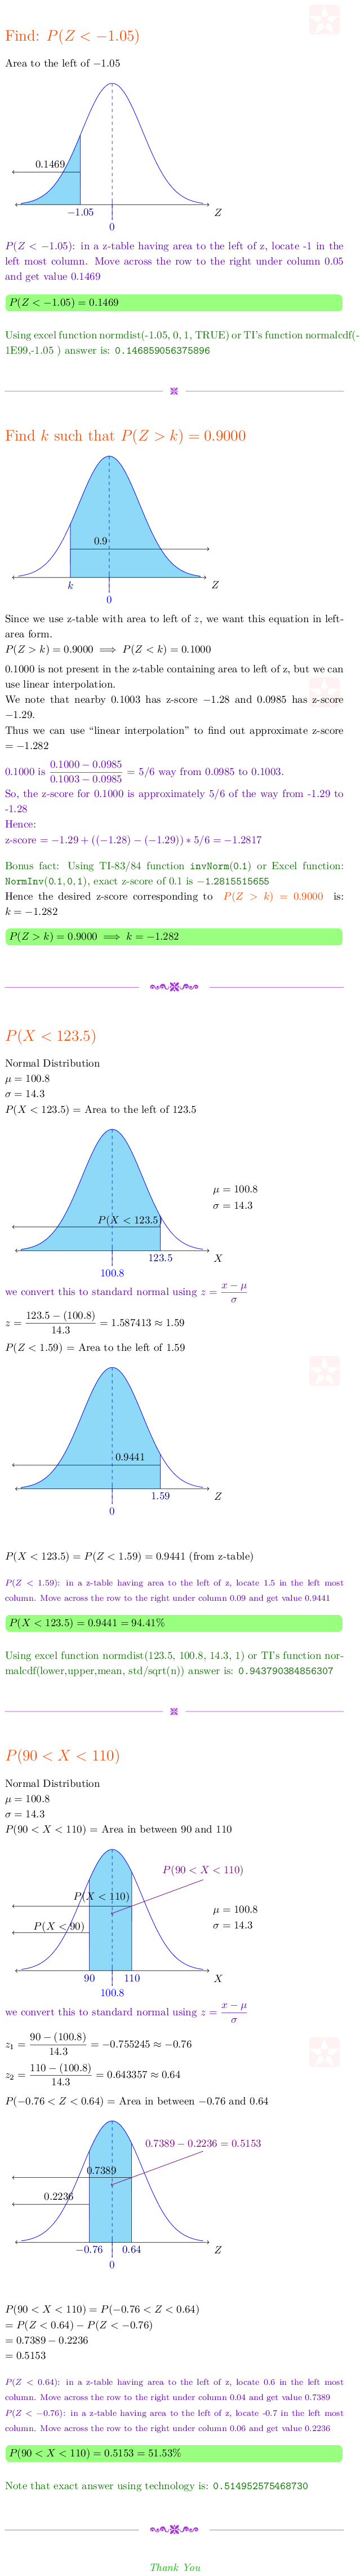 Find: P(Z < −1.05)
Area to the left of −1.05
0.1469
−1.05
Z
0
P(Z < −1.05): in a z-table having area to the left of z, locate -1 in the
left most column. Move across the row to the right under column 0.05
and get value 0.1469
P(Z < −1.05) = 0.1469
Using excel function normdist(-1.05, 0, 1, TRUE) or TI's function normalcdf(-
1E99,-1.05 ) answer is: 0.146859056375896
Find k such that P(Z > k) = 0.9000
0.9
k
Z
0
Since we use z-table with area to left of z, we want this equation in left-
area form.
P(Z > k) = 0.9000 ⟹ P(Z < k) = 0.1000
0.1000 is not present in the z-table containing area to left of z, but we can
use linear interpolation.
We note that nearby 0.1003 has z-score −1.28 and 0.0985 has z-score
−1.29.
Thus we can use "linear interpolation" to find out approximate z-score
= −1.282
0.1000 is (0.1000 − 0.0985)/(0.1003 − 0.0985) = 5/6 way from 0.0985 to 0.1003.
So, the z-score for 0.1000 is approximately 5/6 of the way from -1.29 to
-1.28
Hence:
z-score = −1.29 + ((−1.28) − (−1.29)) ∗ 5/6 = −1.2817
Bonus fact: Using TI-83/84 function invNorm(0.1) or Excel function:
NormInv(0.1, 0, 1), exact z-score of 0.1 is −1.2815515655
Hence the desired z-score corresponding to P(Z > k) = 0.9000 is:
k = −1.282
P(Z > k) = 0.9000 ⟹ k = −1.282
P(X < 123.5)
Normal Distribution
μ = 100.8
σ = 14.3
P(X < 123.5) = Area to the left of 123.5
μ = 100.8
σ = 14.3
P(X < 123.5)
123.5
X
100.8
we convert this to standard normal using z = (x − μ)/σ
z = (123.5 − (100.8))/14.3 = 1.587413 ≈ 1.59
P(Z < 1.59) = Area to the left of 1.59
0.9441
1.59
Z
0
P(X < 123.5) = P(Z < 1.59) = 0.9441 (from z-table)
P(Z < 1.59): in a z-table having area to the left of z, locate 1.5 in the left most
column. Move across the row to the right under column 0.09 and get value 0.9441
P(X < 123.5) = 0.9441 = 94.41%
Using excel function normdist(123.5, 100.8, 14.3, 1) or TI's function nor-
malcdf(lower,upper,mean, std/sqrt(n)) answer is: 0.943790384856307
P(90 < X < 110)
Normal Distribution
μ = 100.8
σ = 14.3
P(90 < X < 110) = Area in between 90 and 110
P(90 < X < 110)
P(X < 110)
μ = 100.8
P(X < 90)
σ = 14.3
90
110
X
100.8
we convert this to standard normal using z = (x − μ)/σ
z₁ = (90 − (100.8))/14.3 = −0.755245 ≈ −0.76
z₂ = (110 − (100.8))/14.3 = 0.643357 ≈ 0.64
P(−0.76 < Z < 0.64) = Area in between −0.76 and 0.64
0.7389 − 0.2236 = 0.5153
0.7389
0.2236
−0.76
0.64
Z
0
P(90 < X < 110) = P(−0.76 < Z < 0.64)
= P(Z < 0.64) − P(Z < −0.76)
= 0.7389 − 0.2236
= 0.5153
P(Z < 0.64): in a z-table having area to the left of z, locate 0.6 in the left most
column. Move across the row to the right under column 0.04 and get value 0.7389
P(Z < −0.76): in a z-table having area to the left of z, locate -0.7 in the left most
column. Move across the row to the right under column 0.06 and get value 0.2236
P(90 < X < 110) = 0.5153 = 51.53%
Note that exact answer using technology is: 0.514952575468730
Thank You